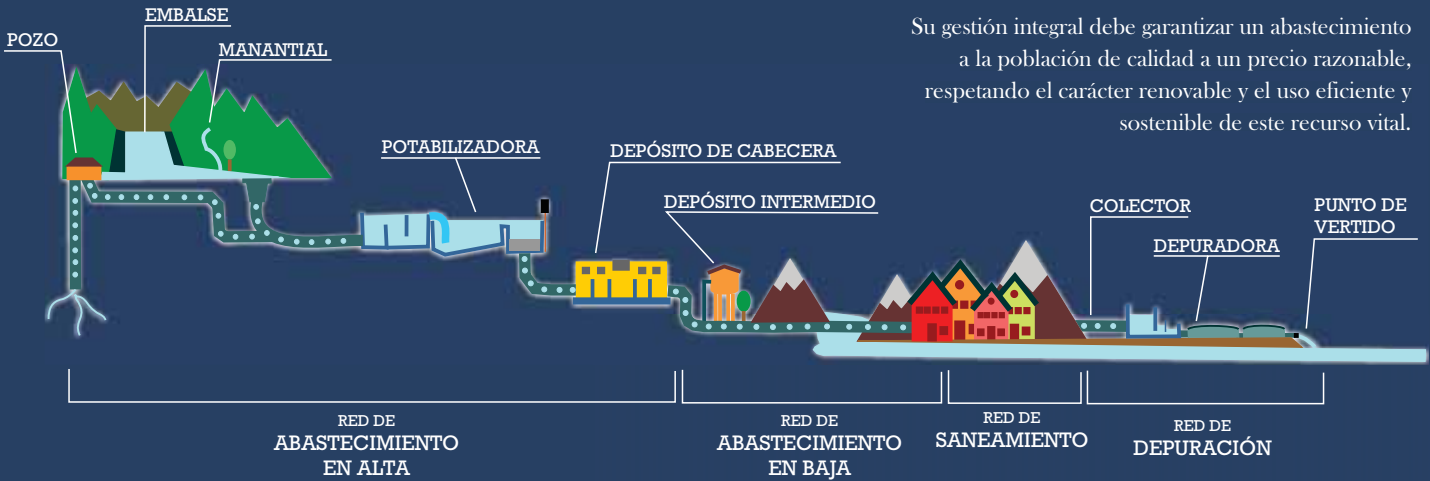 EMBALSE
POZO
MANANTIAL
Su gestión integral debe garantizar un abastecimiento
a la población de calidad a un precio razonable,
respetando el carácter renovable y el uso eficiente y
sostenible de este recurso vital.
POTABILIZADORA
DEPÓSITO DE CABECERA
DEPÓSITO INTERMEDIO
COLECTOR
DEPURADORA
PUNTO DE
VERTIDO
RED DE
ABASTECIMIENTO
EN ALTA
RED DE
ABASTECIMIENTO
EN BAJA
RED DE
SANEAMIENTO
RED DE
DEPURACIÓN